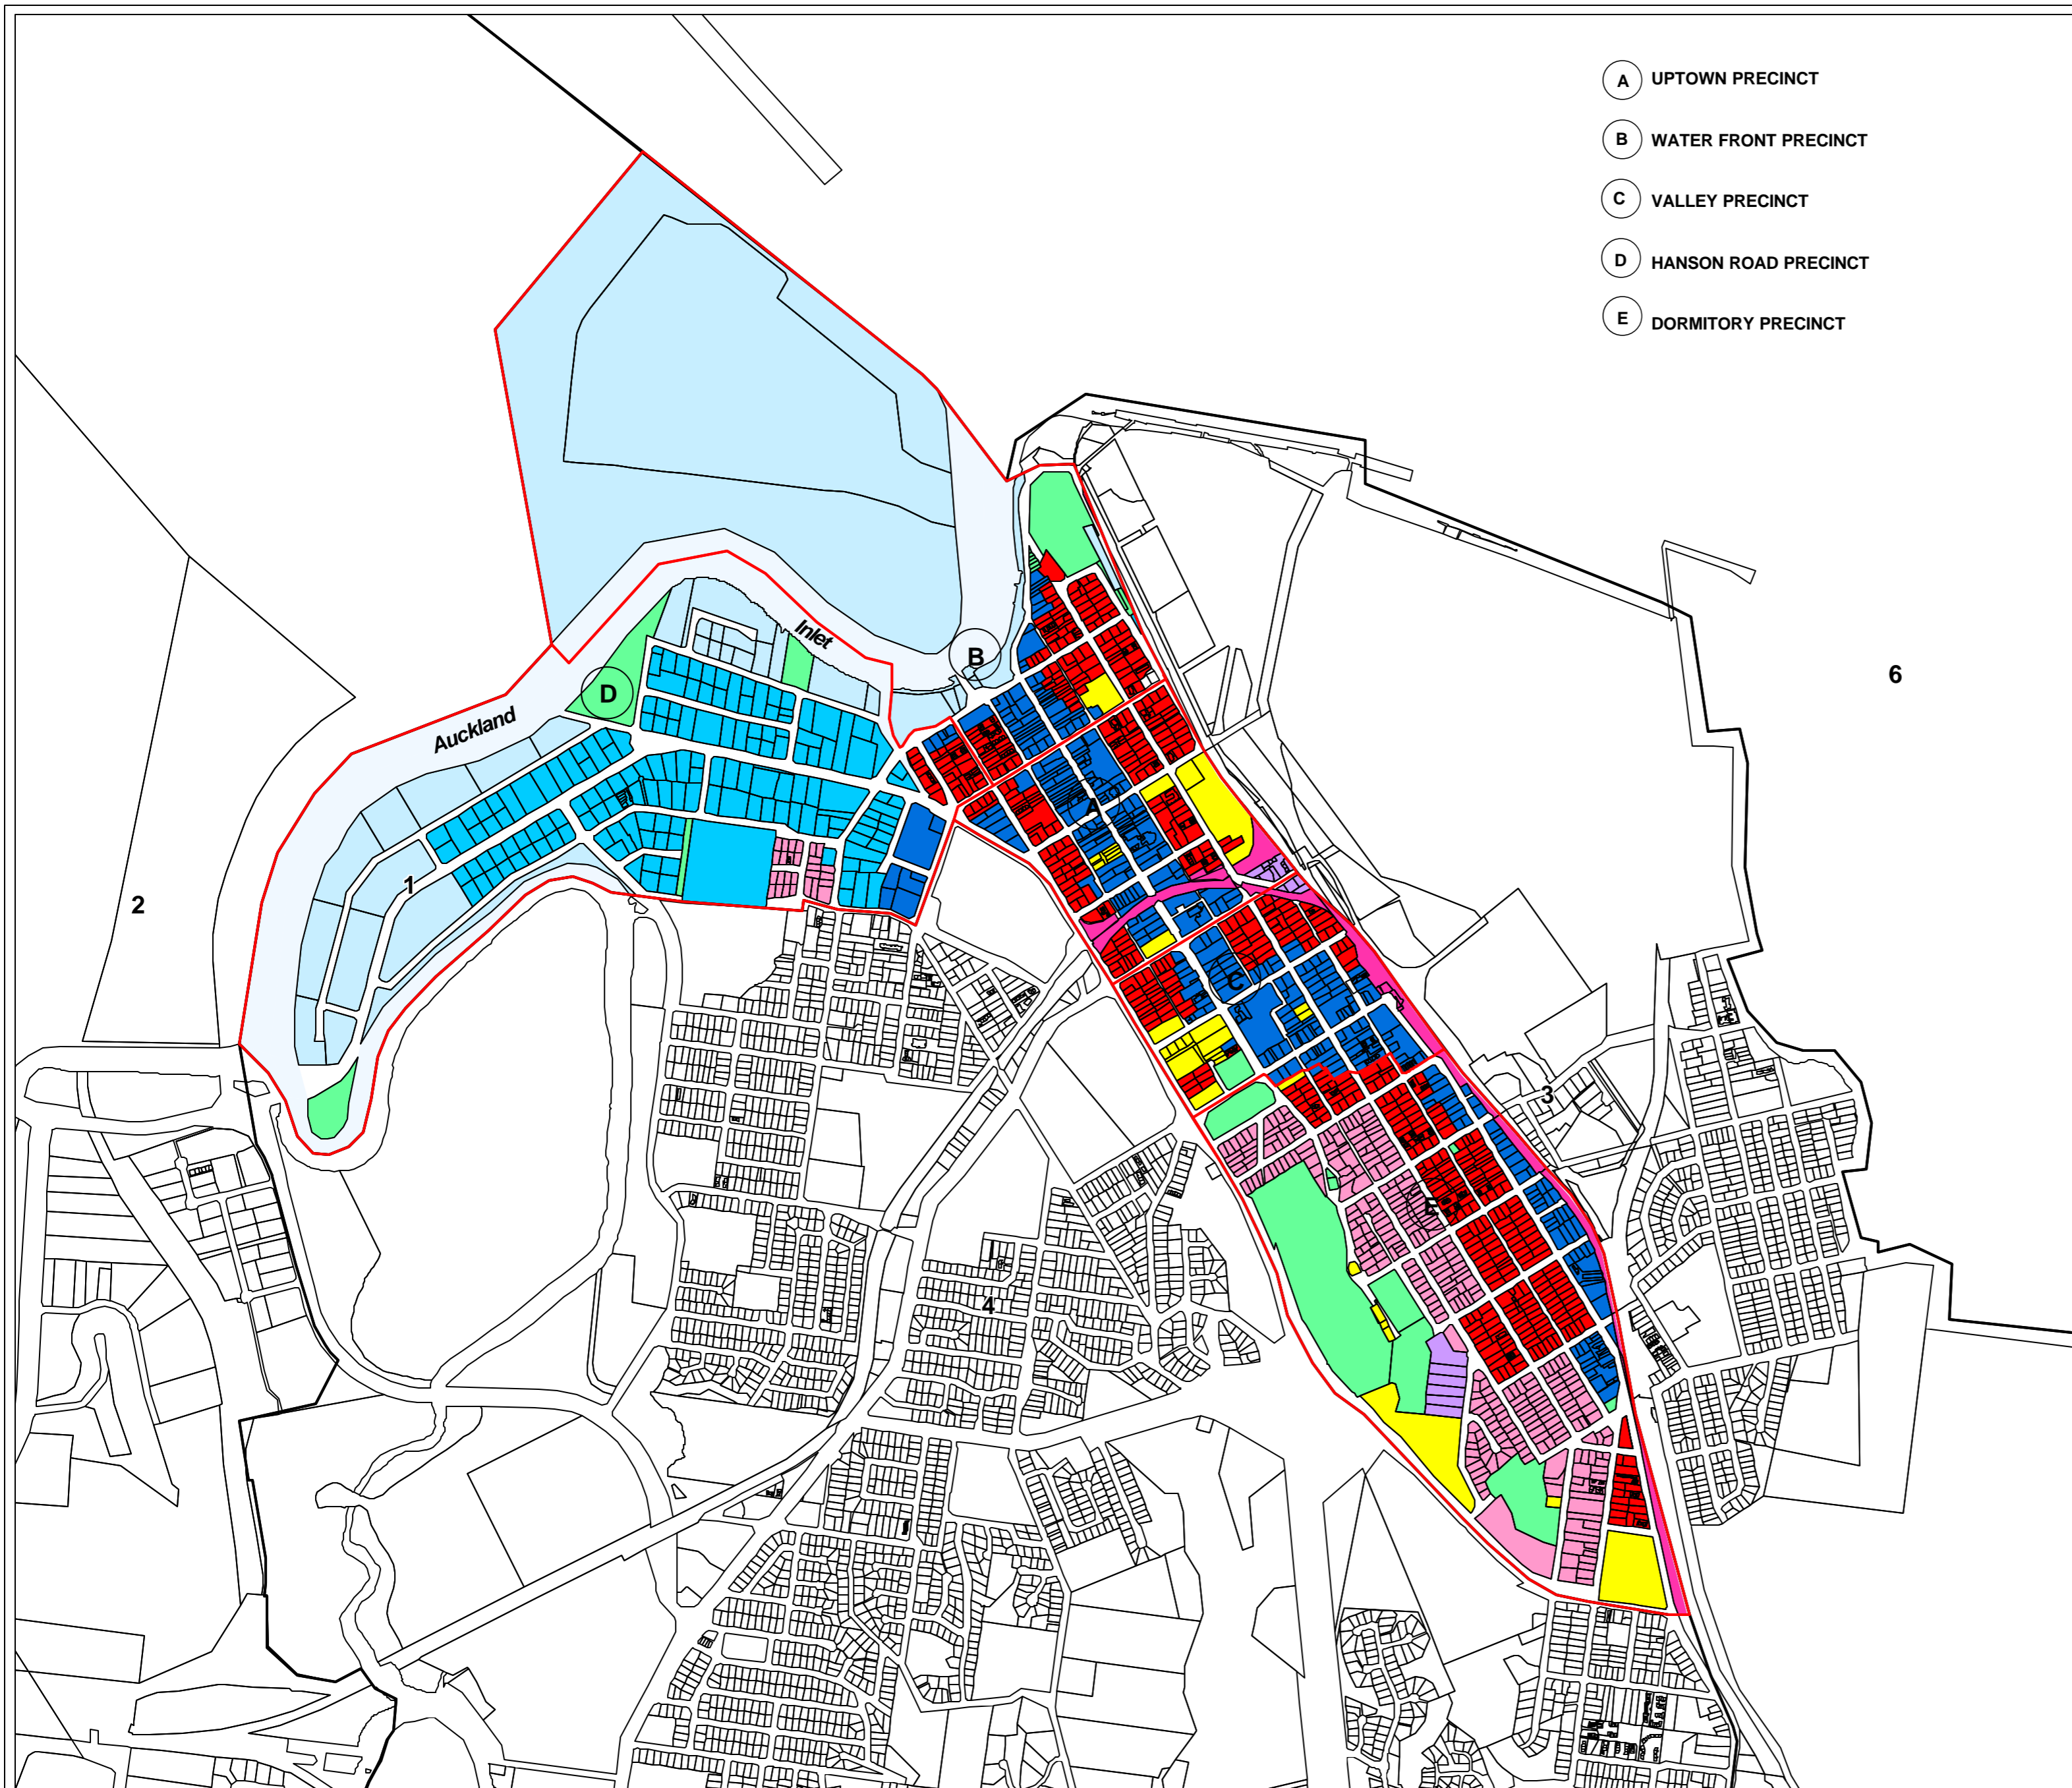 A UPTOWN PRECINCT
B WATER FRONT PRECINCT
C VALLEY PRECINCT
D HANSON ROAD PRECINCT
E DORMITORY PRECINCT
Inlet
B
6
D
Auckland
A
1
2
C
3
E
4